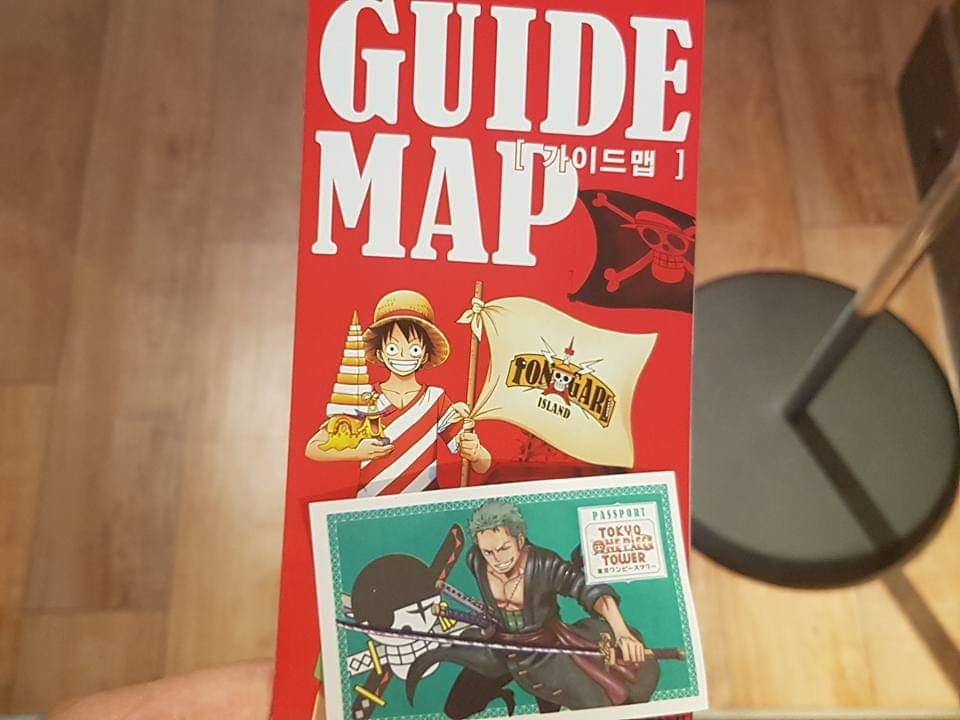 GUIDE
MAP
[ 가이드맵 ]
TONGARI
ISLAND
PASSPORT
TOKYO
ONE PIECE
TOWER
東京ワンピースタワー